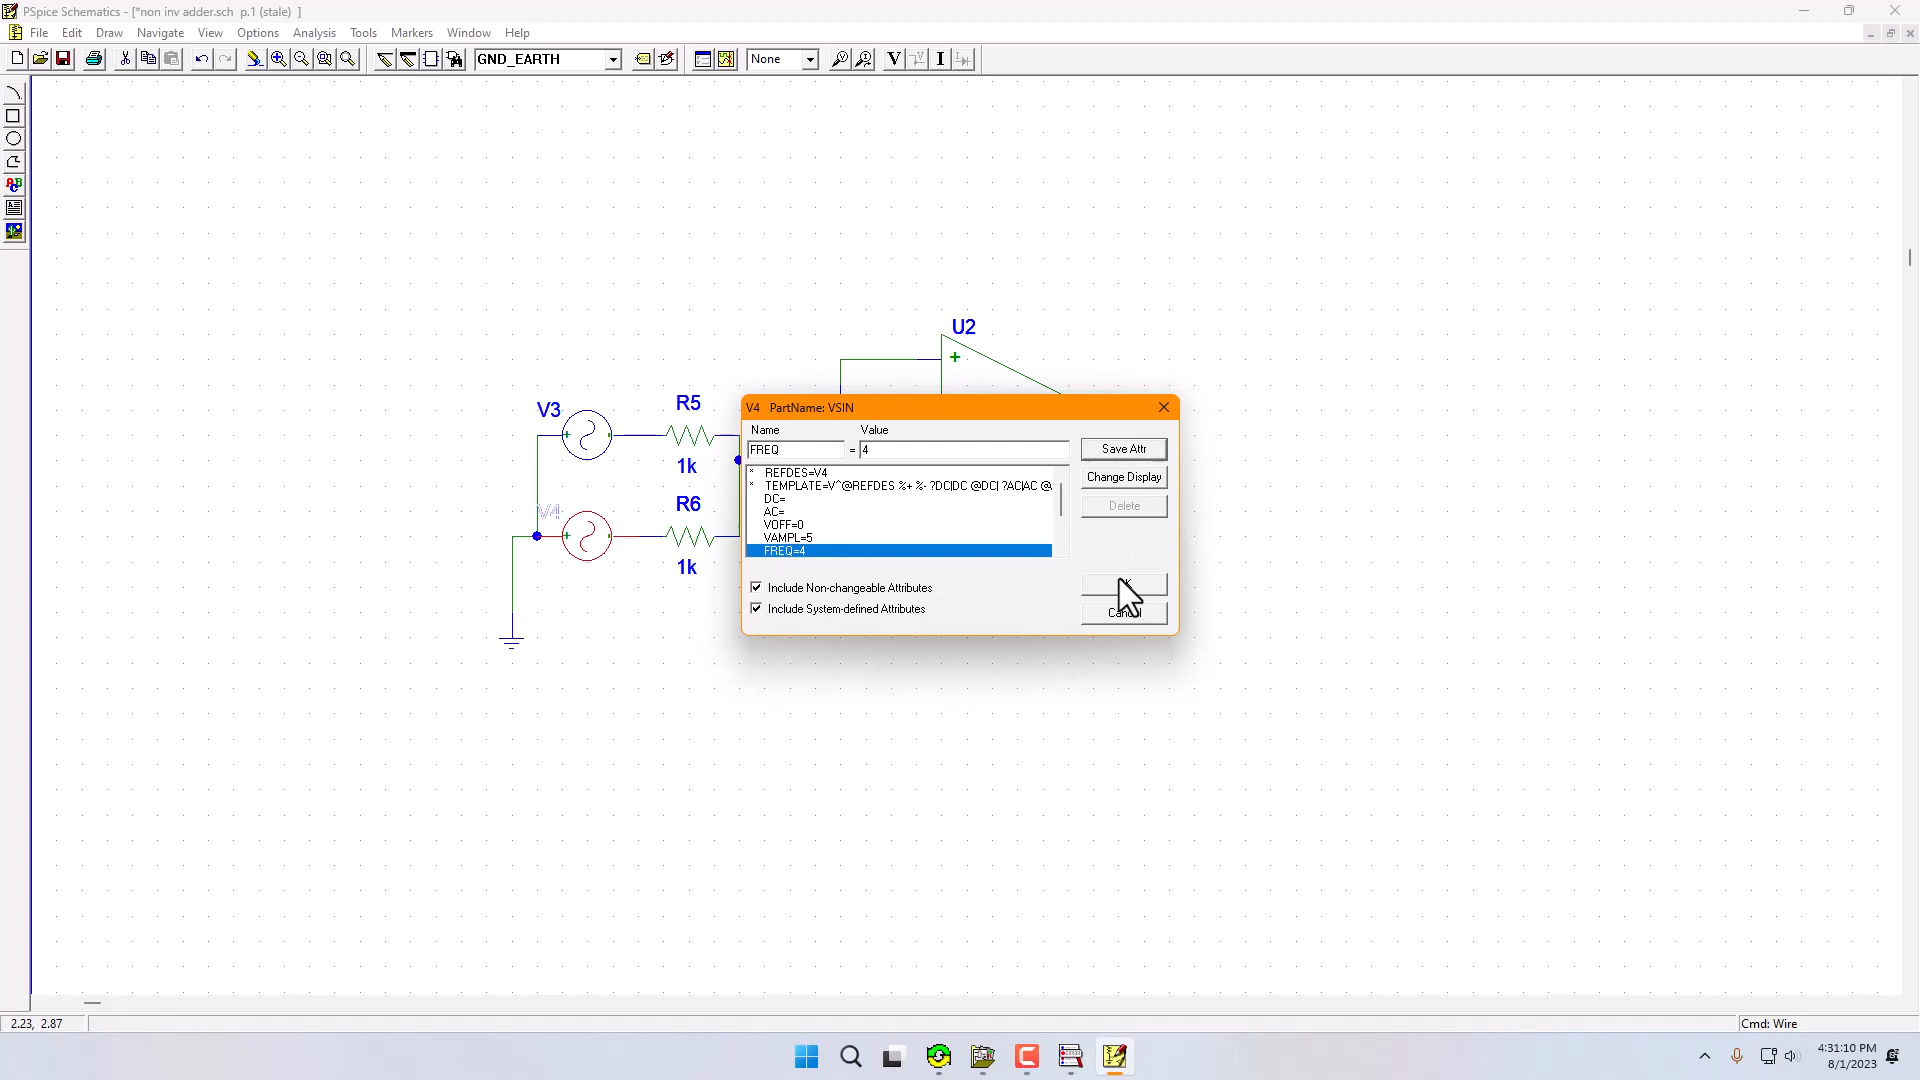 PSpice Schematics - [*non inv adder.sch  p.1 (stale)  ]
File Edit Draw Navigate View Options Analysis Tools Markers Window Help
GND_EARTH None V I
ABC
U2
+
V3 R5
1k
V4 R6
1k
V4 PartName: VSIN
Name Value
FREQ = 4 Save Attr
* REFDES=V4
* TEMPLATE=V^@REFDES %+ %- ?DC|DC @DC| ?AC|AC @
Change Display
DC=
Delete
AC=
VOFF=0
VAMPL=5
FREQ=4
Include Non-changeable Attributes
Include System-defined Attributes
2.23, 2.87 Cmd: Wire
4:31:10 PM
8/1/2023